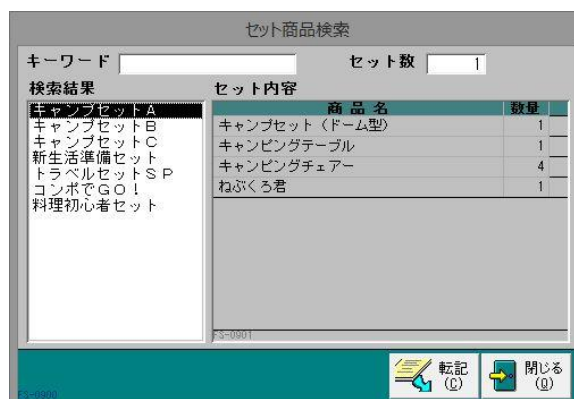 セット商品検索
キーワード セット数 1
検索結果 セット内容
キャンプセットA
キャンプセットB
キャンプセットC
新生活準備セット
トラベルセットSP
コンポでGO!
料理初心者セット
商品名 数量
キャンプセット(ドーム型) 1
キャンピングテーブル 1
キャンピングチェアー 4
ねぶくろ君 1
FS-0901
転記(C) 閉じる(Q)
FS-0900